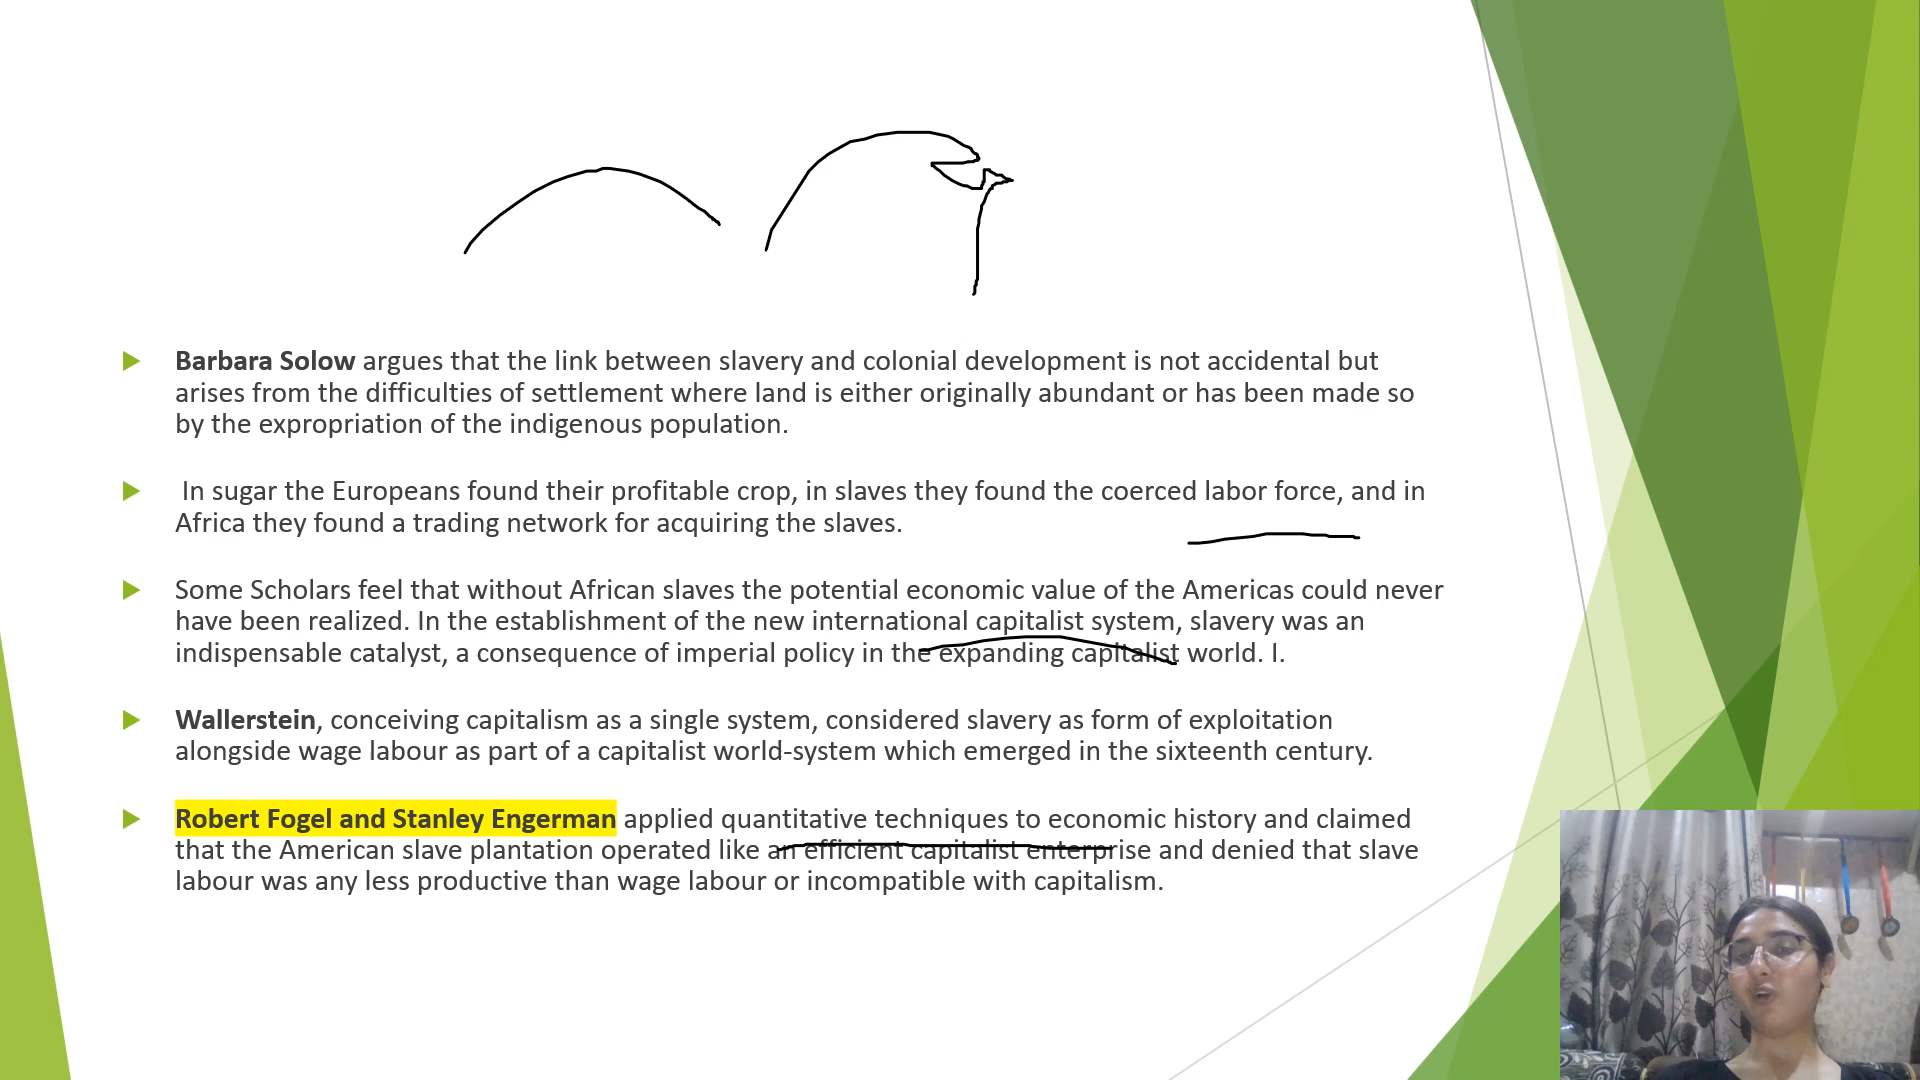 Barbara Solow argues that the link between slavery and colonial development is not accidental but
arises from the difficulties of settlement where land is either originally abundant or has been made so
by the expropriation of the indigenous population.
In sugar the Europeans found their profitable crop, in slaves they found the coerced labor force, and in
Africa they found a trading network for acquiring the slaves.
Some Scholars feel that without African slaves the potential economic value of the Americas could never
have been realized. In the establishment of the new international capitalist system, slavery was an
indispensable catalyst, a consequence of imperial policy in the expanding capitalist world. I.
Wallerstein, conceiving capitalism as a single system, considered slavery as form of exploitation
alongside wage labour as part of a capitalist world-system which emerged in the sixteenth century.
Robert Fogel and Stanley Engerman applied quantitative techniques to economic history and claimed
that the American slave plantation operated like an efficient capitalist enterprise and denied that slave
labour was any less productive than wage labour or incompatible with capitalism.